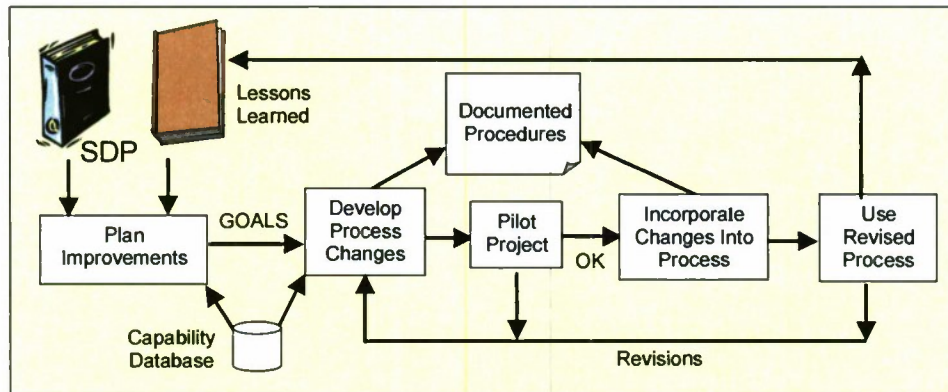 Lessons
Learned
SDP
Documented
Procedures
Plan
Improvements
GOALS
Develop
Process
Changes
Pilot
Project
OK
Incorporate
Changes Into
Process
Use
Revised
Process
Capability
Database
Revisions